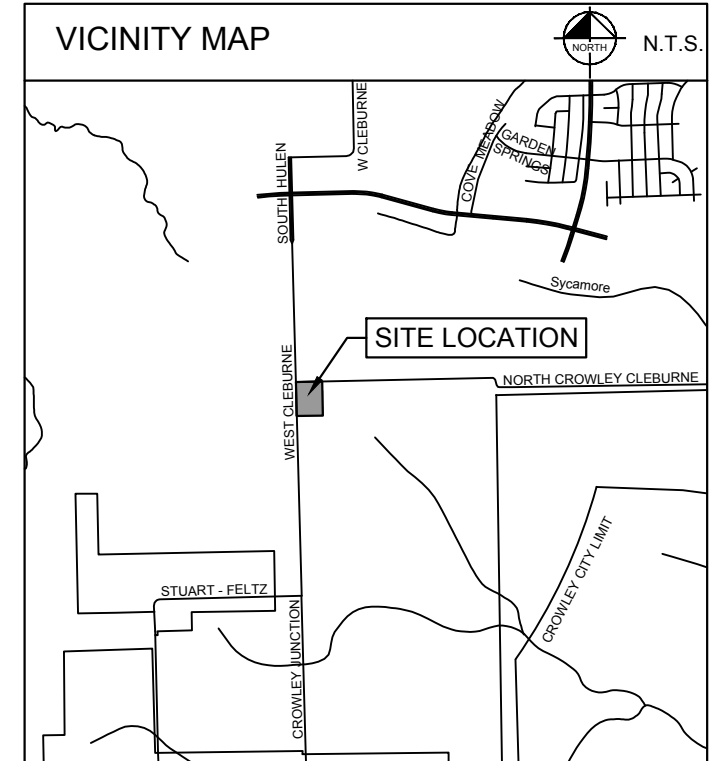 VICINITY MAP
NORTH
N.T.S.
W CLEBURNE
COVE MEADOW
GARDEN
SPRINGS
SOUTH HULEN
Sycamore
SITE LOCATION
WEST CLEBURNE
NORTH CROWLEY CLEBURNE
STUART - FELTZ
CROWLEY CITY LIMIT
CROWLEY JUNCTION